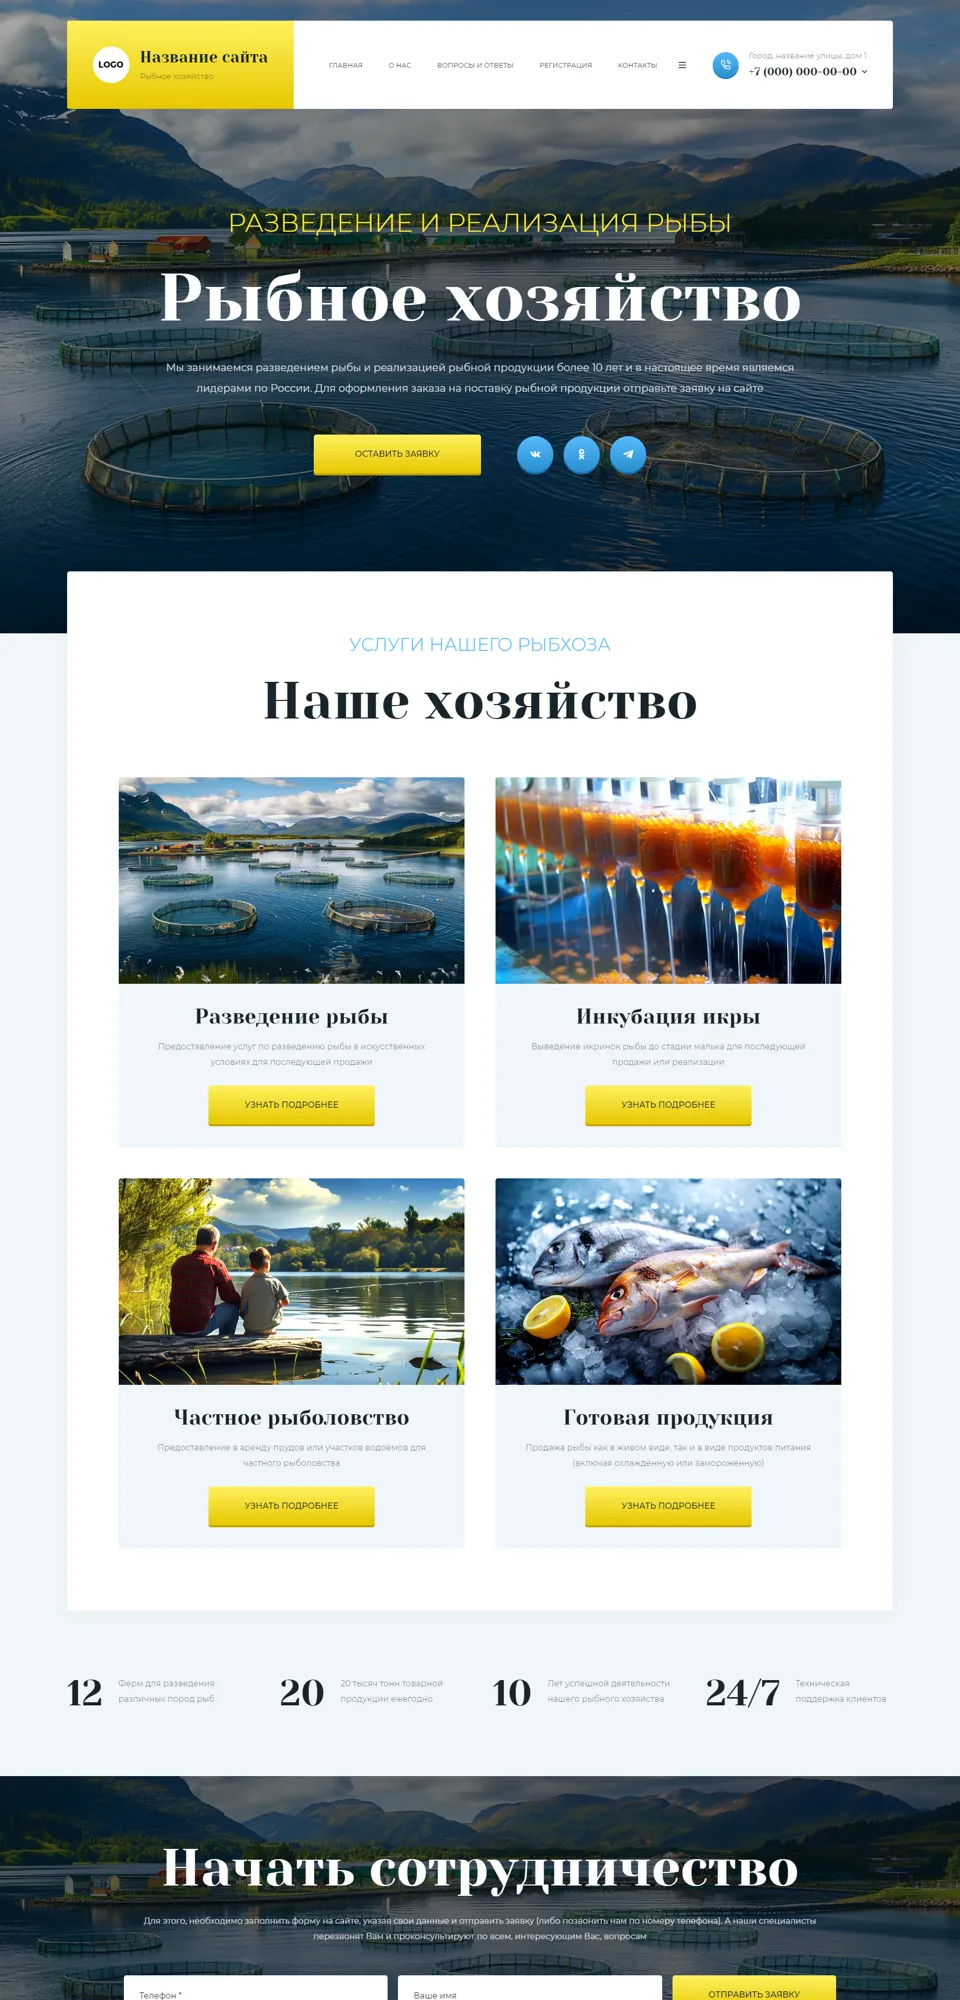 LOGO
Название сайта
Рыбное хозяйство
ГЛАВНАЯ
О НАС
ВОПРОСЫ И ОТВЕТЫ
РЕГИСТРАЦИЯ
КОНТАКТЫ
Город, название улицы, дом 1
+7 (000) 000-00-00
РАЗВЕДЕНИЕ И РЕАЛИЗАЦИЯ РЫБЫ
Рыбное хозяйство
Мы занимаемся разведением рыбы и реализацией рыбной продукции более 10 лет и в настоящее время являемся
лидерами по России. Для оформления заказа на поставку рыбной продукции отправьте заявку на сайте
ОСТАВИТЬ ЗАЯВКУ
УСЛУГИ НАШЕГО РЫБХОЗА
Наше хозяйство
Разведение рыбы
Предоставление услуг по разведению рыбы в искусственных
условиях для последующей продажи
УЗНАТЬ ПОДРОБНЕЕ
Инкубация икры
Выведение икринок рыбы до стадии малька для последующей
продажи или реализации
УЗНАТЬ ПОДРОБНЕЕ
Частное рыболовство
Предоставление в аренду прудов или участков водоемов для
частного рыболовства
УЗНАТЬ ПОДРОБНЕЕ
Готовая продукция
Продажа рыбы как в живом виде, так и в виде продуктов питания
(включая охлажденную или замороженную)
УЗНАТЬ ПОДРОБНЕЕ
12
Ферм для разведения
различных пород рыб
20
20 тысяч тонн товарной
продукции ежегодно
10
Лет успешной деятельности
нашего рыбного хозяйства
24/7
Техническая
поддержка клиентов
Начать сотрудничество
Для этого, необходимо заполнить форму на сайте, указав свои данные и отправить заявку (либо позвонить нам по номеру телефона). А наши специалисты
перезвонят Вам и проконсультируют по всем, интересующим Вас, вопросам
Телефон *
Ваше имя
ОТПРАВИТЬ ЗАЯВКУ